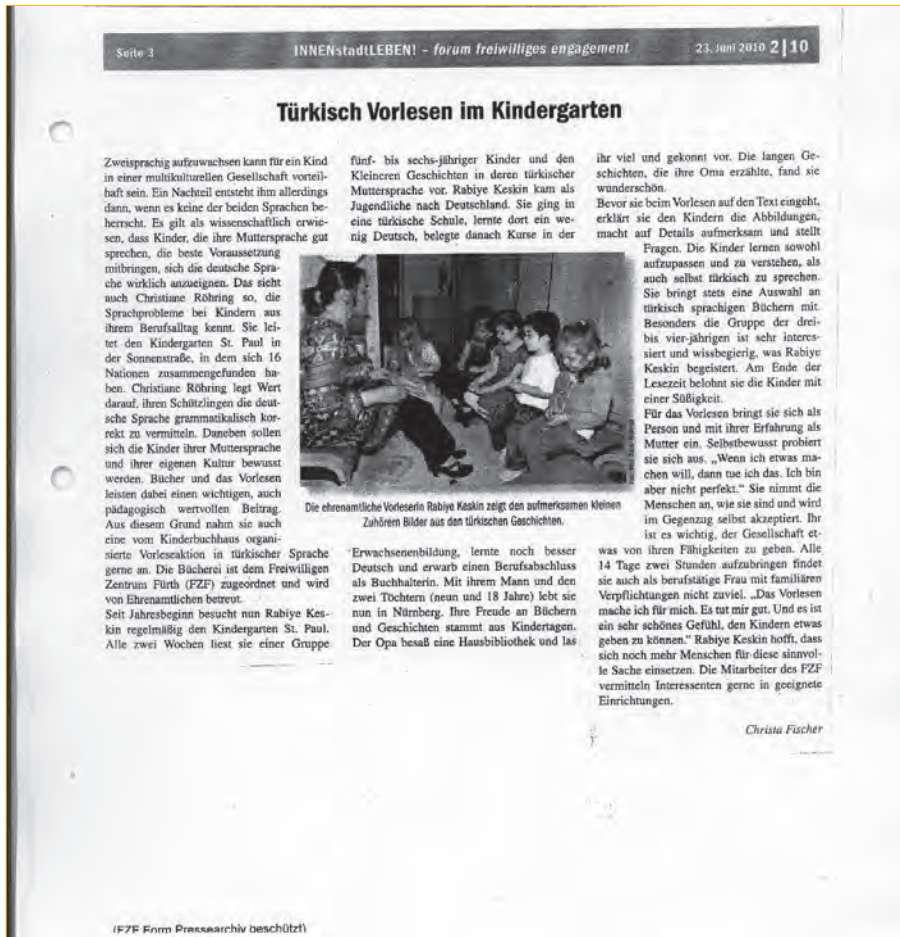 Seite 3
INNENstadtLEBEN! - forum freiwilliges engagement
23. Juni 2010 2|10
Türkisch Vorlesen im Kindergarten
Zweisprachig aufzuwachsen kann für ein Kind
in einer multikulturellen Gesellschaft vorteil-
haft sein. Ein Nachteil entsteht ihm allerdings
dann, wenn es keine der beiden Sprachen be-
herrscht. Es gilt als wissenschaftlich erwie-
sen, dass Kinder, die ihre Muttersprache gut
sprechen, die beste Voraussetzung
mitbringen, sich die deutsche Spra-
che wirklich anzueignen. Das sieht
auch Christiane Röhring so, die
Sprachprobleme bei Kindern aus
ihrem Berufsalltag kennt. Sie lei-
tet den Kindergarten St. Paul in
der Sonnenstraße, in dem sich 16
Nationen zusammengefunden ha-
ben. Christiane Röhring legt Wert
darauf, ihren Schützlingen die deut-
sche Sprache grammatikalisch kor-
rekt zu vermitteln. Daneben sollen
sich die Kinder ihrer Muttersprache
und ihrer eigenen Kultur bewusst
werden. Bücher und das Vorlesen
leisten dabei einen wichtigen, auch
pädagogisch wertvollen Beitrag.
Aus diesem Grund nahm sie auch
eine vom Kinderbuchhaus organi-
sierte Vorleseaktion in türkischer Sprache
gerne an. Die Bücherei ist dem Freiwilligen
Zentrum Fürth (FZF) zugeordnet und wird
von Ehrenamtlichen betreut.
Seit Jahresbeginn besucht nun Rabiye Kes-
kin regelmäßig den Kindergarten St. Paul.
Alle zwei Wochen liest sie einer Gruppe
fünf- bis sechs-jähriger Kinder und den
Kleineren Geschichten in deren türkischer
Muttersprache vor. Rabiye Keskin kam als
Jugendliche nach Deutschland. Sie ging in
eine türkische Schule, lernte dort ein we-
nig Deutsch, belegte danach Kurse in der
Die ehrenamtliche Vorleserin Rabiye Keskin zeigt den aufmerksamen kleinen
Zuhörern Bilder aus den türkischen Geschichten.
Erwachsenenbildung, lernte noch besser
Deutsch und erwarb einen Berufsabschluss
als Buchhalterin. Mit ihrem Mann und den
zwei Töchtern (neun und 18 Jahre) lebt sie
nun in Nürnberg. Ihre Freude an Büchern
und Geschichten stammt aus Kindertagen.
Der Opa besaß eine Hausbibliothek und las
ihr viel und gekonnt vor. Die langen Ge-
schichten, die ihre Oma erzählte, fand sie
wunderschön.
Bevor sie beim Vorlesen auf den Text eingeht,
erklärt sie den Kindern die Abbildungen,
macht auf Details aufmerksam und stellt
Fragen. Die Kinder lernen sowohl
aufzupassen und zu verstehen, als
auch selbst türkisch zu sprechen.
Sie bringt stets eine Auswahl an
türkisch sprachigen Büchern mit.
Besonders die Gruppe der drei-
bis vier-jährigen ist sehr interes-
siert und wissbegierig, was Rabiye
Keskin begeistert. Am Ende der
Lesezeit belohnt sie die Kinder mit
einer Süßigkeit.
Für das Vorlesen bringt sie sich als
Person und mit ihrer Erfahrung als
Mutter ein. Selbstbewusst probiert
sie sich aus. „Wenn ich etwas ma-
chen will, dann tue ich das. Ich bin
aber nicht perfekt.“ Sie nimmt die
Menschen an, wie sie sind und wird
im Gegenzug selbst akzeptiert. Ihr
ist es wichtig, der Gesellschaft et-
was von ihren Fähigkeiten zu geben. Alle
14 Tage zwei Stunden aufzubringen findet
sie auch als berufstätige Frau mit familiären
Verpflichtungen nicht zuviel. „Das Vorlesen
mache ich für mich. Es tut mir gut. Und es ist
ein sehr schönes Gefühl, den Kindern etwas
geben zu können.“ Rabiye Keskin hofft, dass
sich noch mehr Menschen für diese sinnvol-
le Sache einsetzen. Die Mitarbeiter des FZF
vermitteln Interessenten gerne in geeignete
Einrichtungen.
Christa Fischer
(FZF Form Pressearchiv geschützt)